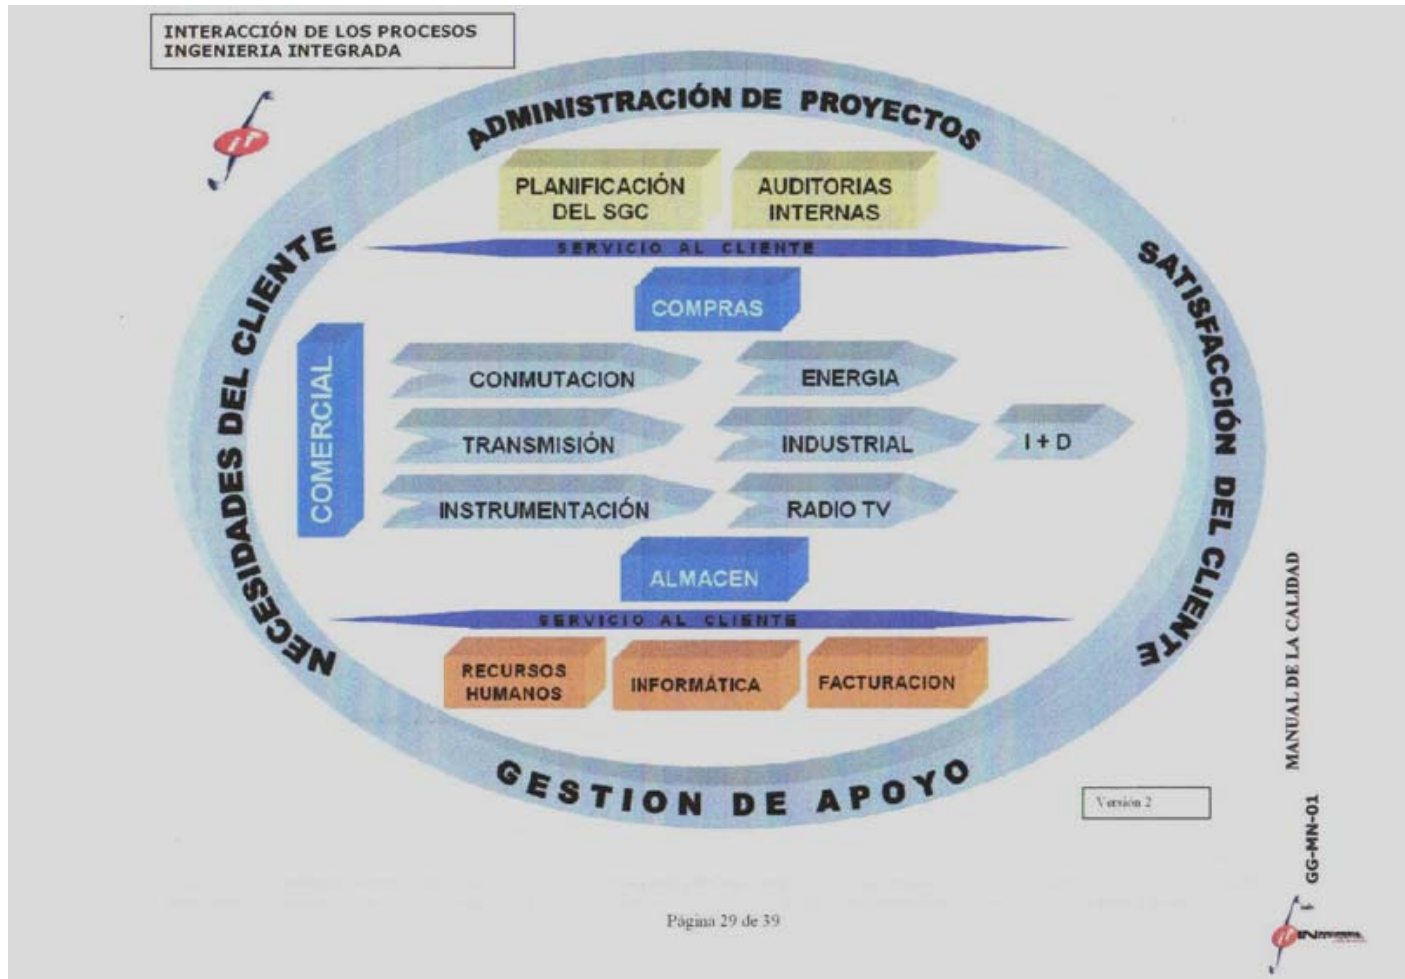 INTERACCIÓN DE LOS PROCESOS
INGENIERIA INTEGRADA
ADMINISTRACIÓN DE PROYECTOS
PLANIFICACIÓN
DEL SGC
AUDITORIAS
INTERNAS
SERVICIO AL CLIENTE
NECESIDADES DEL CLIENTE
SATISFACCIÓN DEL CLIENTE
COMPRAS
COMERCIAL
CONMUTACION
ENERGIA
TRANSMISIÓN
INDUSTRIAL
I + D
INSTRUMENTACIÓN
RADIO TV
ALMACEN
SERVICIO AL CLIENTE
RECURSOS
HUMANOS
INFORMÁTICA
FACTURACION
GESTION DE APOYO
Versión 2
MANUAL DE LA CALIDAD
GG-MN-01
Página 29 de 39